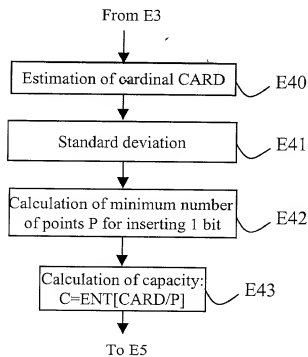 From E3
Estimation of cardinal CARD
E40
Standard deviation
E41
Calculation of minimum number
of points P for inserting 1 bit
E42
Calculation of capacity:
C=ENT[CARD/P]
E43
To E5